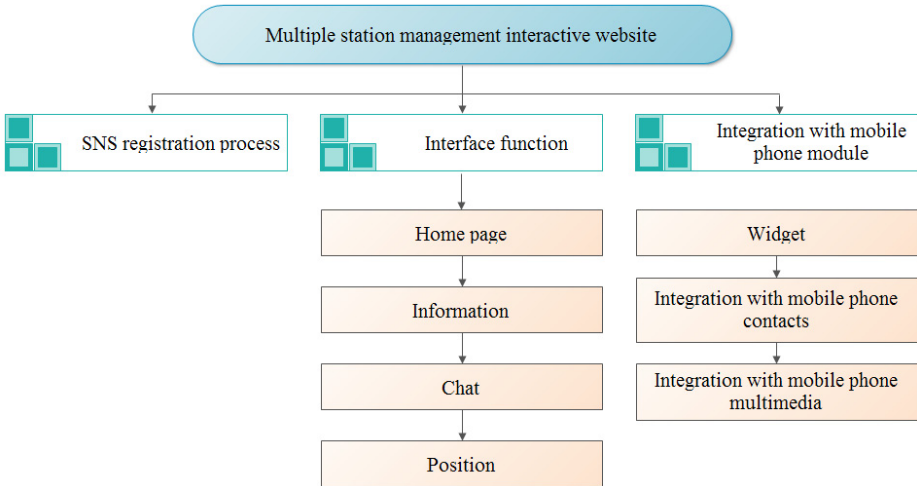 Multiple station management interactive website
SNS registration process
Interface function
Integration with mobile
phone module
Home page
Information
Chat
Position
Widget
Integration with mobile phone
contacts
Integration with mobile phone
multimedia